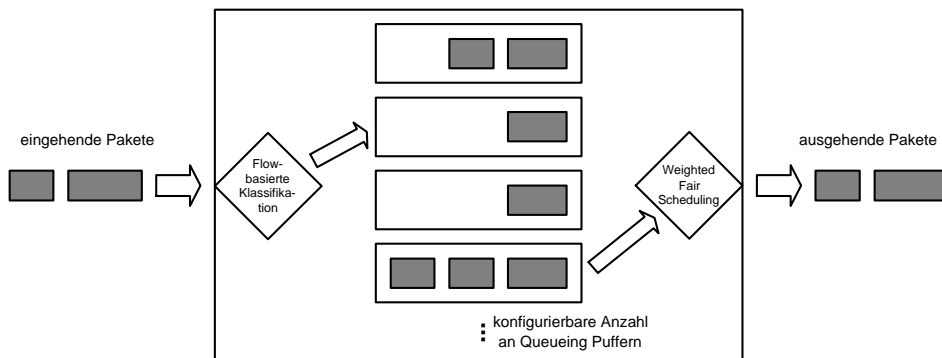 eingehende Pakete
Flow-
basierte
Klassifika-
tion
Weighted
Fair
Scheduling
ausgehende Pakete
konfigurierbare Anzahl
an Queueing Puffern